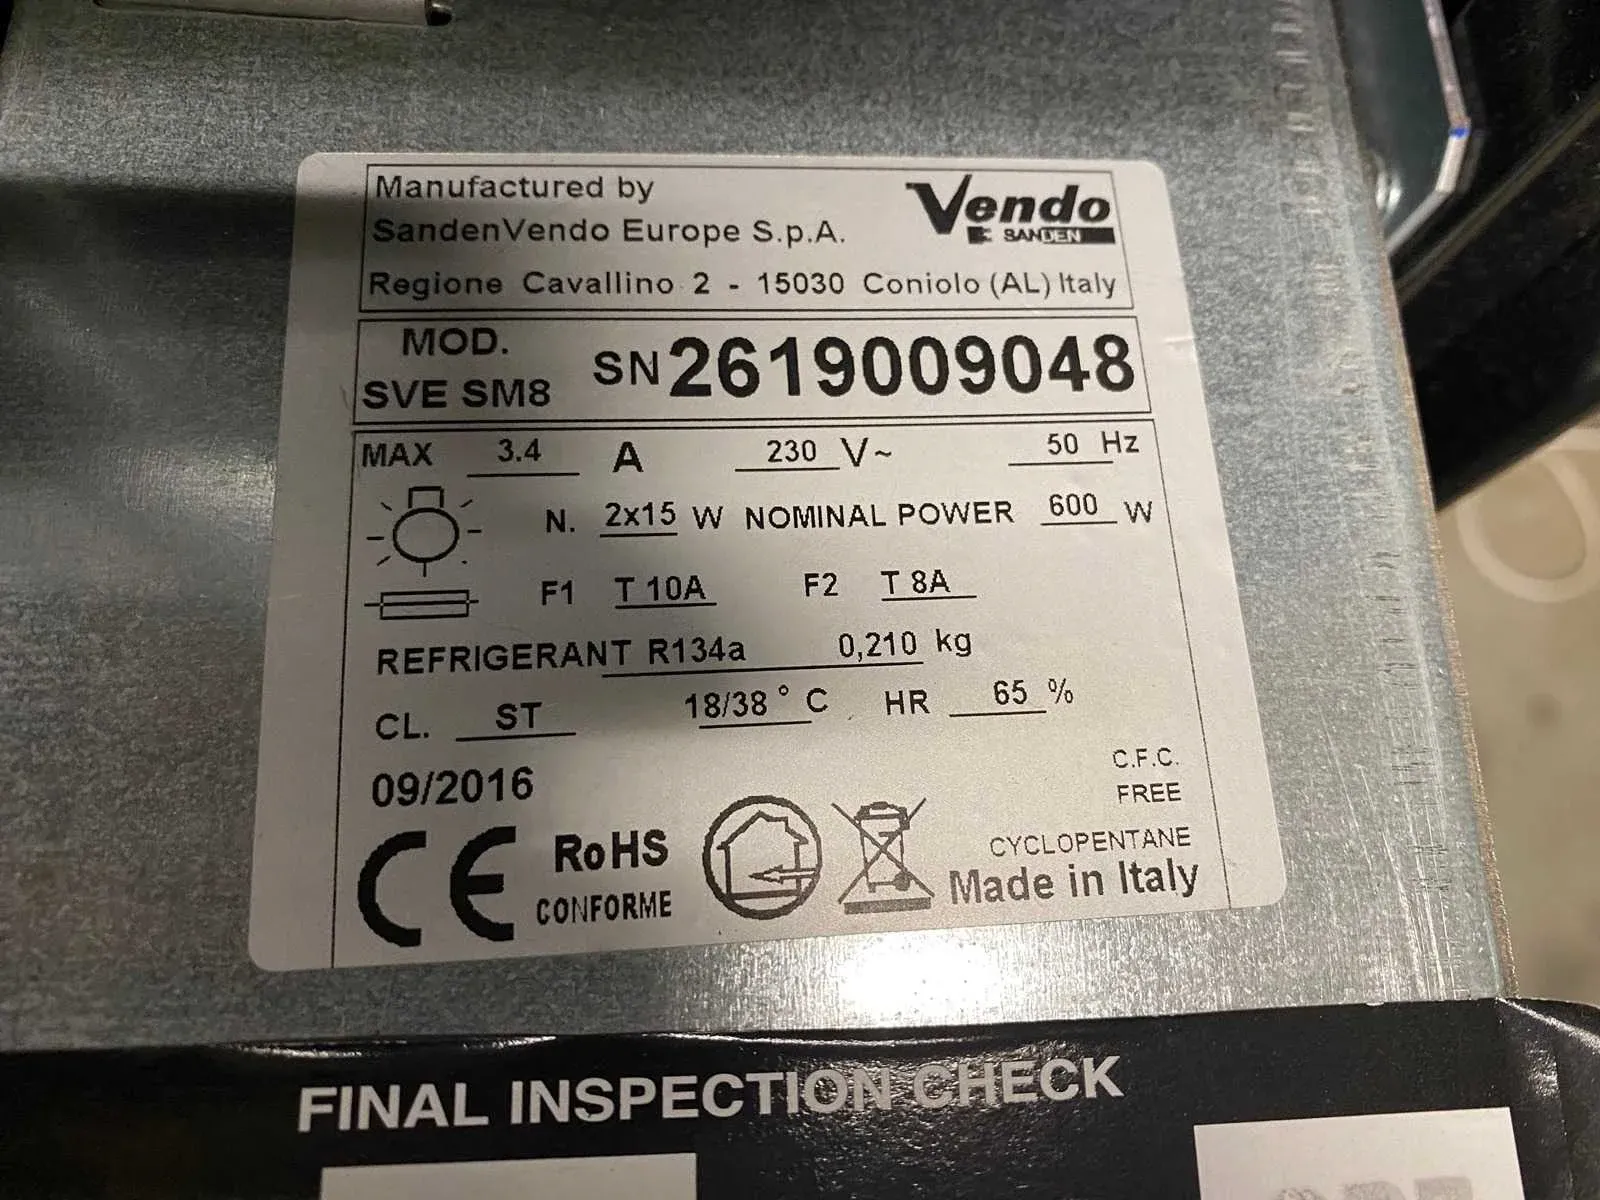 Manufactured by
SandenVendo Europe S.p.A.
Vendo
SANDEN
Regione Cavallino 2 - 15030 Coniolo (AL) Italy
MOD.
SVE SM8
SN 2619009048
MAX 3.4 A 230 V~ 50 Hz
N. 2x15 W NOMINAL POWER 600 W
F1 T 10A F2 T 8A
REFRIGERANT R134a 0,210 kg
CL. ST 18/38 ° C HR 65 %
09/2016
C.F.C.
FREE
CE
RoHS
CONFORME
CYCLOPENTANE
Made in Italy
FINAL INSPECTION CHECK